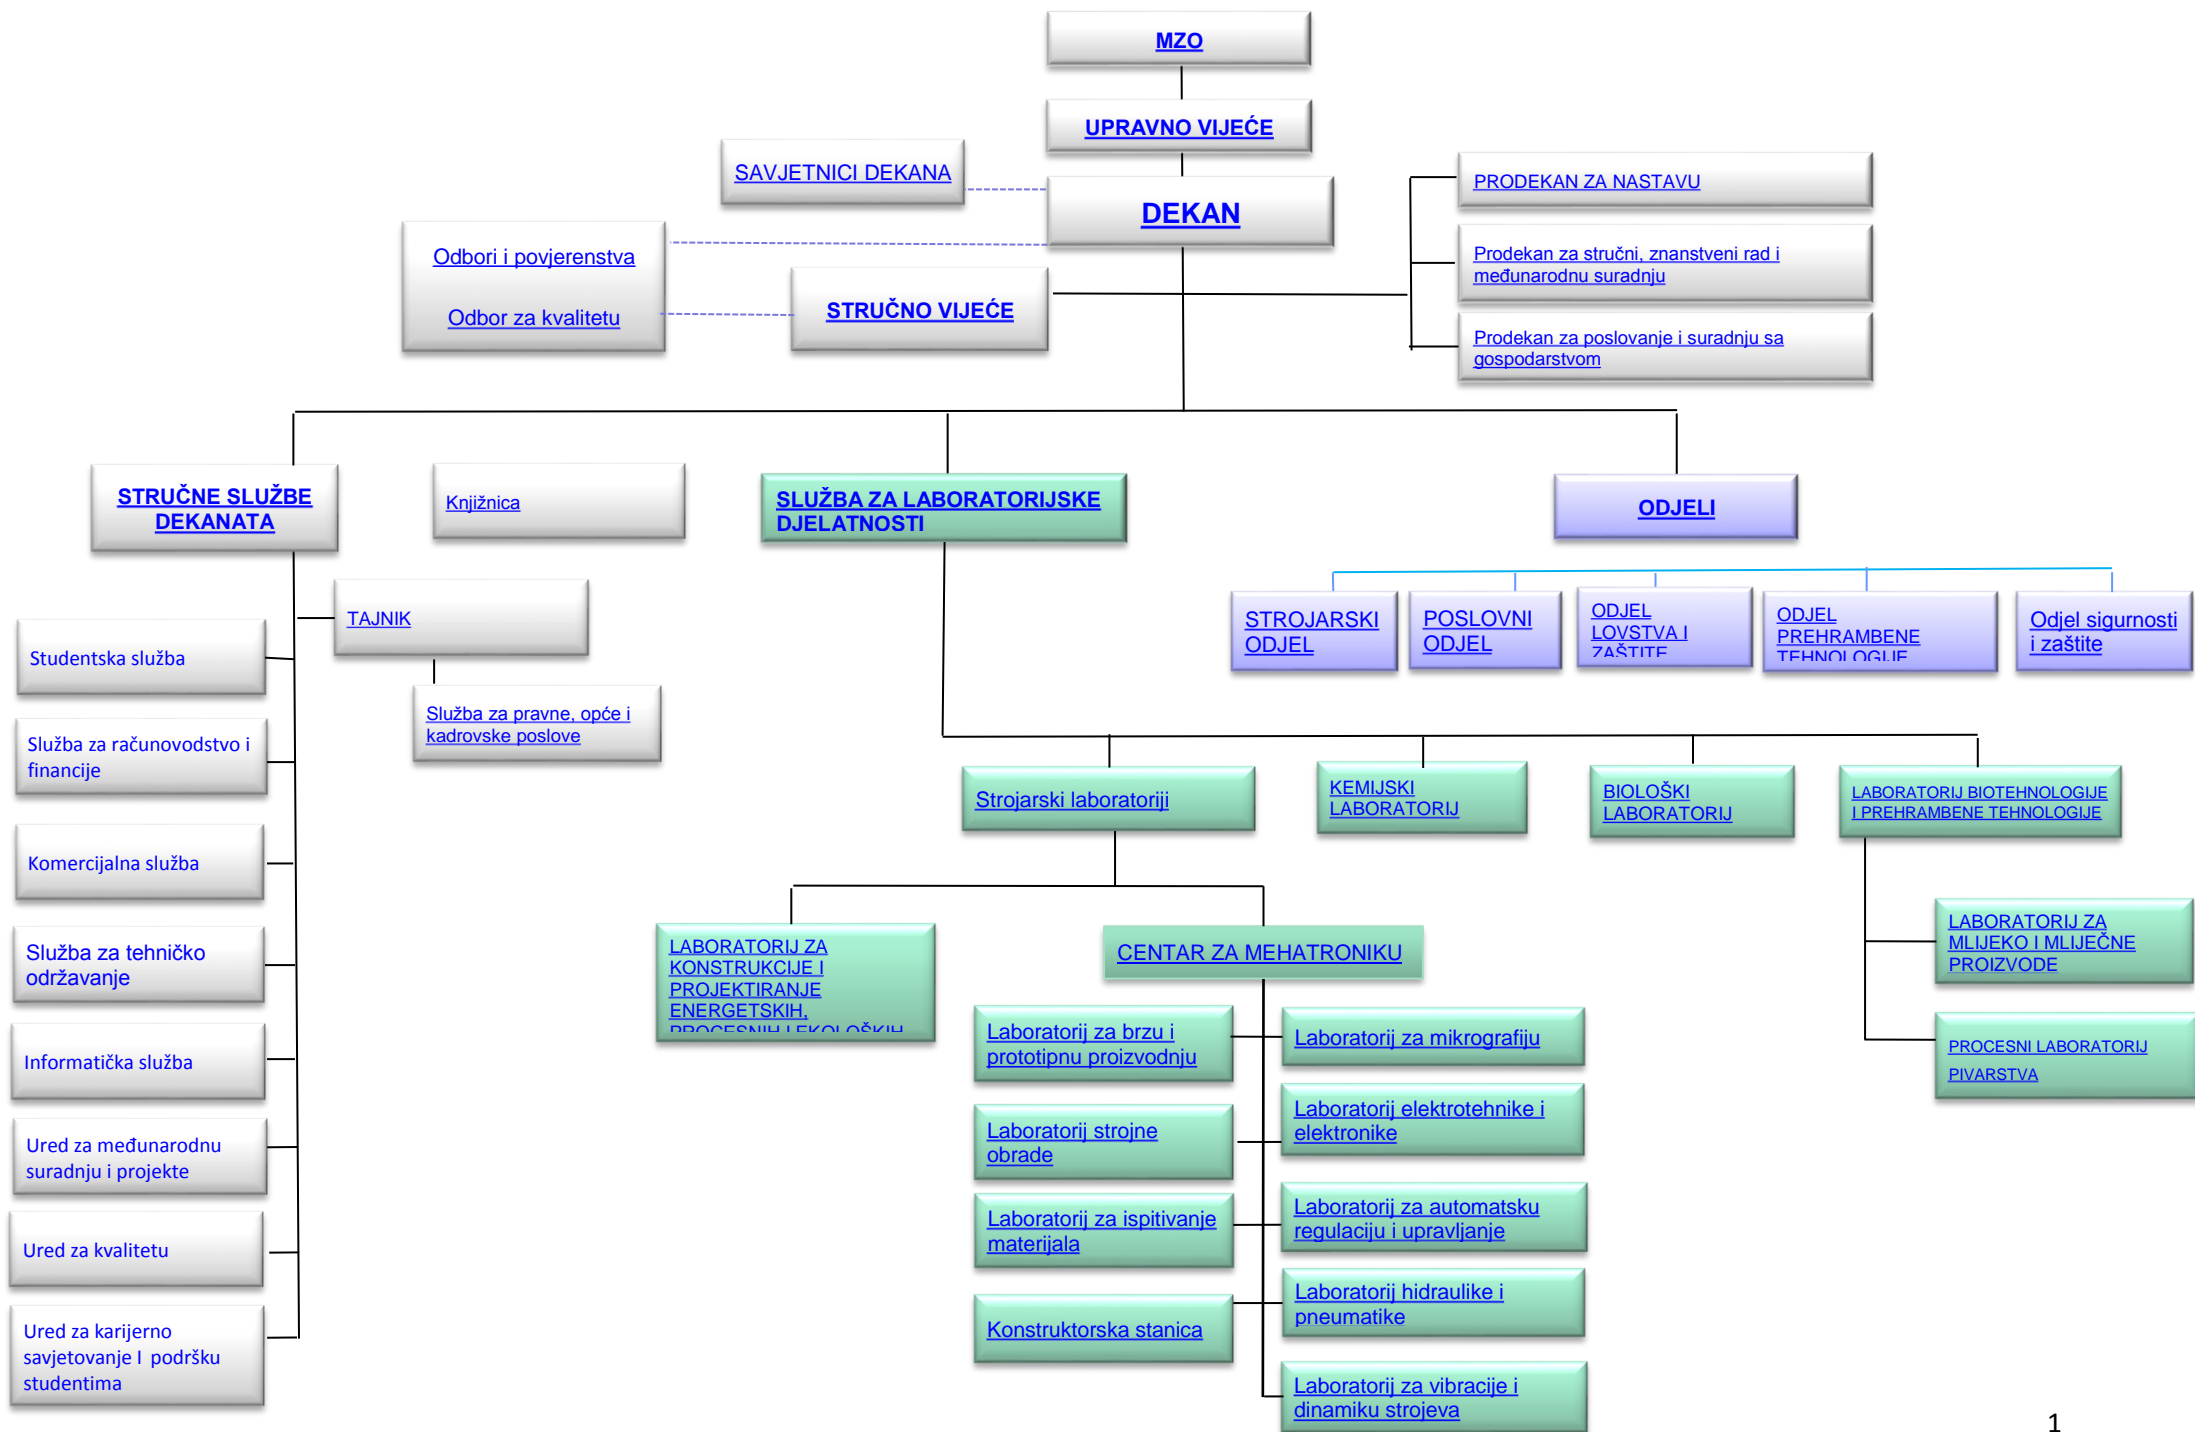 MZO
UPRAVNO VIJEĆE
SAVJETNICI DEKANA
DEKAN
PRODEKAN ZA NASTAVU
Odbori i povjerenstva
Odbor za kvalitetu
STRUČNO VIJEĆE
Prodekan za stručni, znanstveni rad i
međunarodnu suradnju
Prodekan za poslovanje i suradnju sa
gospodarstvom
STRUČNE SLUŽBE
DEKANATA
Knjižnica
SLUŽBA ZA LABORATORIJSKE
DJELATNOSTI
ODJELI
TAJNIK
Služba za pravne, opće i
kadrovske poslove
STROJARSKI
ODJEL
POSLOVNI
ODJEL
ODJEL
LOVSTVA I
ZAŠTITE
ODJEL
PREHRAMBENE
TEHNOLOGIJE
Odjel sigurnosti
i zaštite
Studentska služba
Služba za računovodstvo i
financije
Komercijalna služba
Služba za tehničko
održavanje
Informatička služba
Ured za međunarodnu
suradnju i projekte
Ured za kvalitetu
Ured za karijerno
savjetovanje I podršku
studentima
Strojarski laboratoriji
KEMIJSKI
LABORATORIJ
BIOLOŠKI
LABORATORIJ
LABORATORIJ BIOTEHNOLOGIJE
I PREHRAMBENE TEHNOLOGIJE
LABORATORIJ ZA
KONSTRUKCIJE I
PROJEKTIRANJE
ENERGETSKIH,
PROCESNIH I EKOLOŠKIH
CENTAR ZA MEHATRONIKU
LABORATORIJ ZA
MLIJEKO I MLIJEČNE
PROIZVODE
PROCESNI LABORATORIJ
PIVARSTVA
Laboratorij za brzu i
prototipnu proizvodnju
Laboratorij za mikrografiju
Laboratorij strojne
obrade
Laboratorij elektrotehnike i
elektronike
Laboratorij za ispitivanje
materijala
Laboratorij za automatsku
regulaciju i upravljanje
Konstruktorska stanica
Laboratorij hidraulike i
pneumatike
Laboratorij za vibracije i
dinamiku strojeva
1